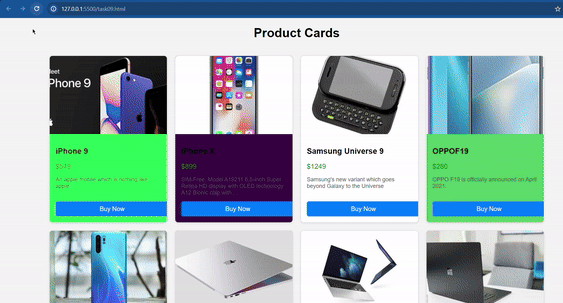 127.0.0.1:5500/task09.html
Product Cards
Phone 9
iPhone 9
$549
An apple mobile which is nothing like apple
Buy Now
$899
SIM-Free, Model A19211 6.5-inch Super Retina HD display with OLED technology A12 Bionic chip with
Buy Now
Samsung Universe 9
$1249
Samsung's new variant which goes beyond Galaxy to the Universe
Buy Now
OPPOF19
$280
OPPO F19 is officially announced on April 2021.
Buy Now